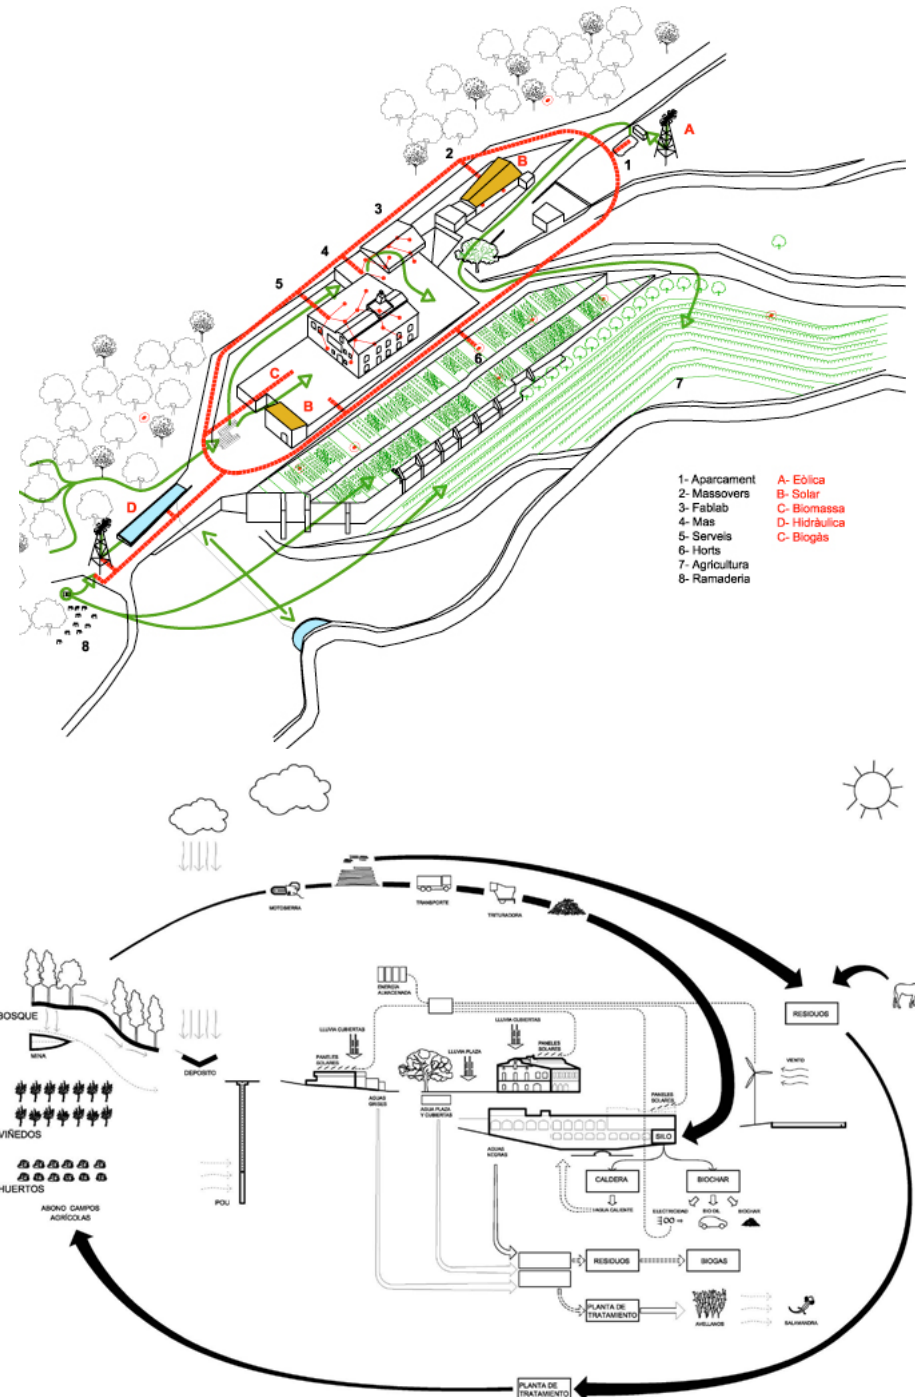 A
1
2
B
3
4
5
6
C
B
7
D
8
1- Aparcament
2- Massovers
3- Fablab
4- Mas
5- Serveis
6- Horts
7- Agricultura
8- Ramaderia
A- Eòlica
B- Solar
C- Biomassa
D- Hidràulica
C- Biogàs
MOTOSIERRA
TRANSPORTE
TRITURADORA
BOSQUE
MINA
DEPOSITO
VIÑEDOS
HUERTOS
ABONO CAMPOS
AGRÍCOLAS
POU
ENERGÍA
ALMACENADA
LLUVIA CUBIERTAS
PANELES
SOLARES
LLUVIA PLAZA
LLUVIA CUBIERTAS
PANELES
SOLARES
AGUAS
GRISES
AGUA PLAZA
Y CUBIERTAS
PANELES
SOLARES
VIENTO
RESIDUOS
SILO
AGUAS
NEGRAS
CALDERA
BIOCHAR
AGUA CALIENTE
ELECTRICIDAD
BIO OIL
BIOCHAR
RESIDUOS
BIOGAS
PLANTA DE
TRATAMIENTO
AVELLANOS
SALAMANDRA
PLANTA DE
TRATAMIENTO